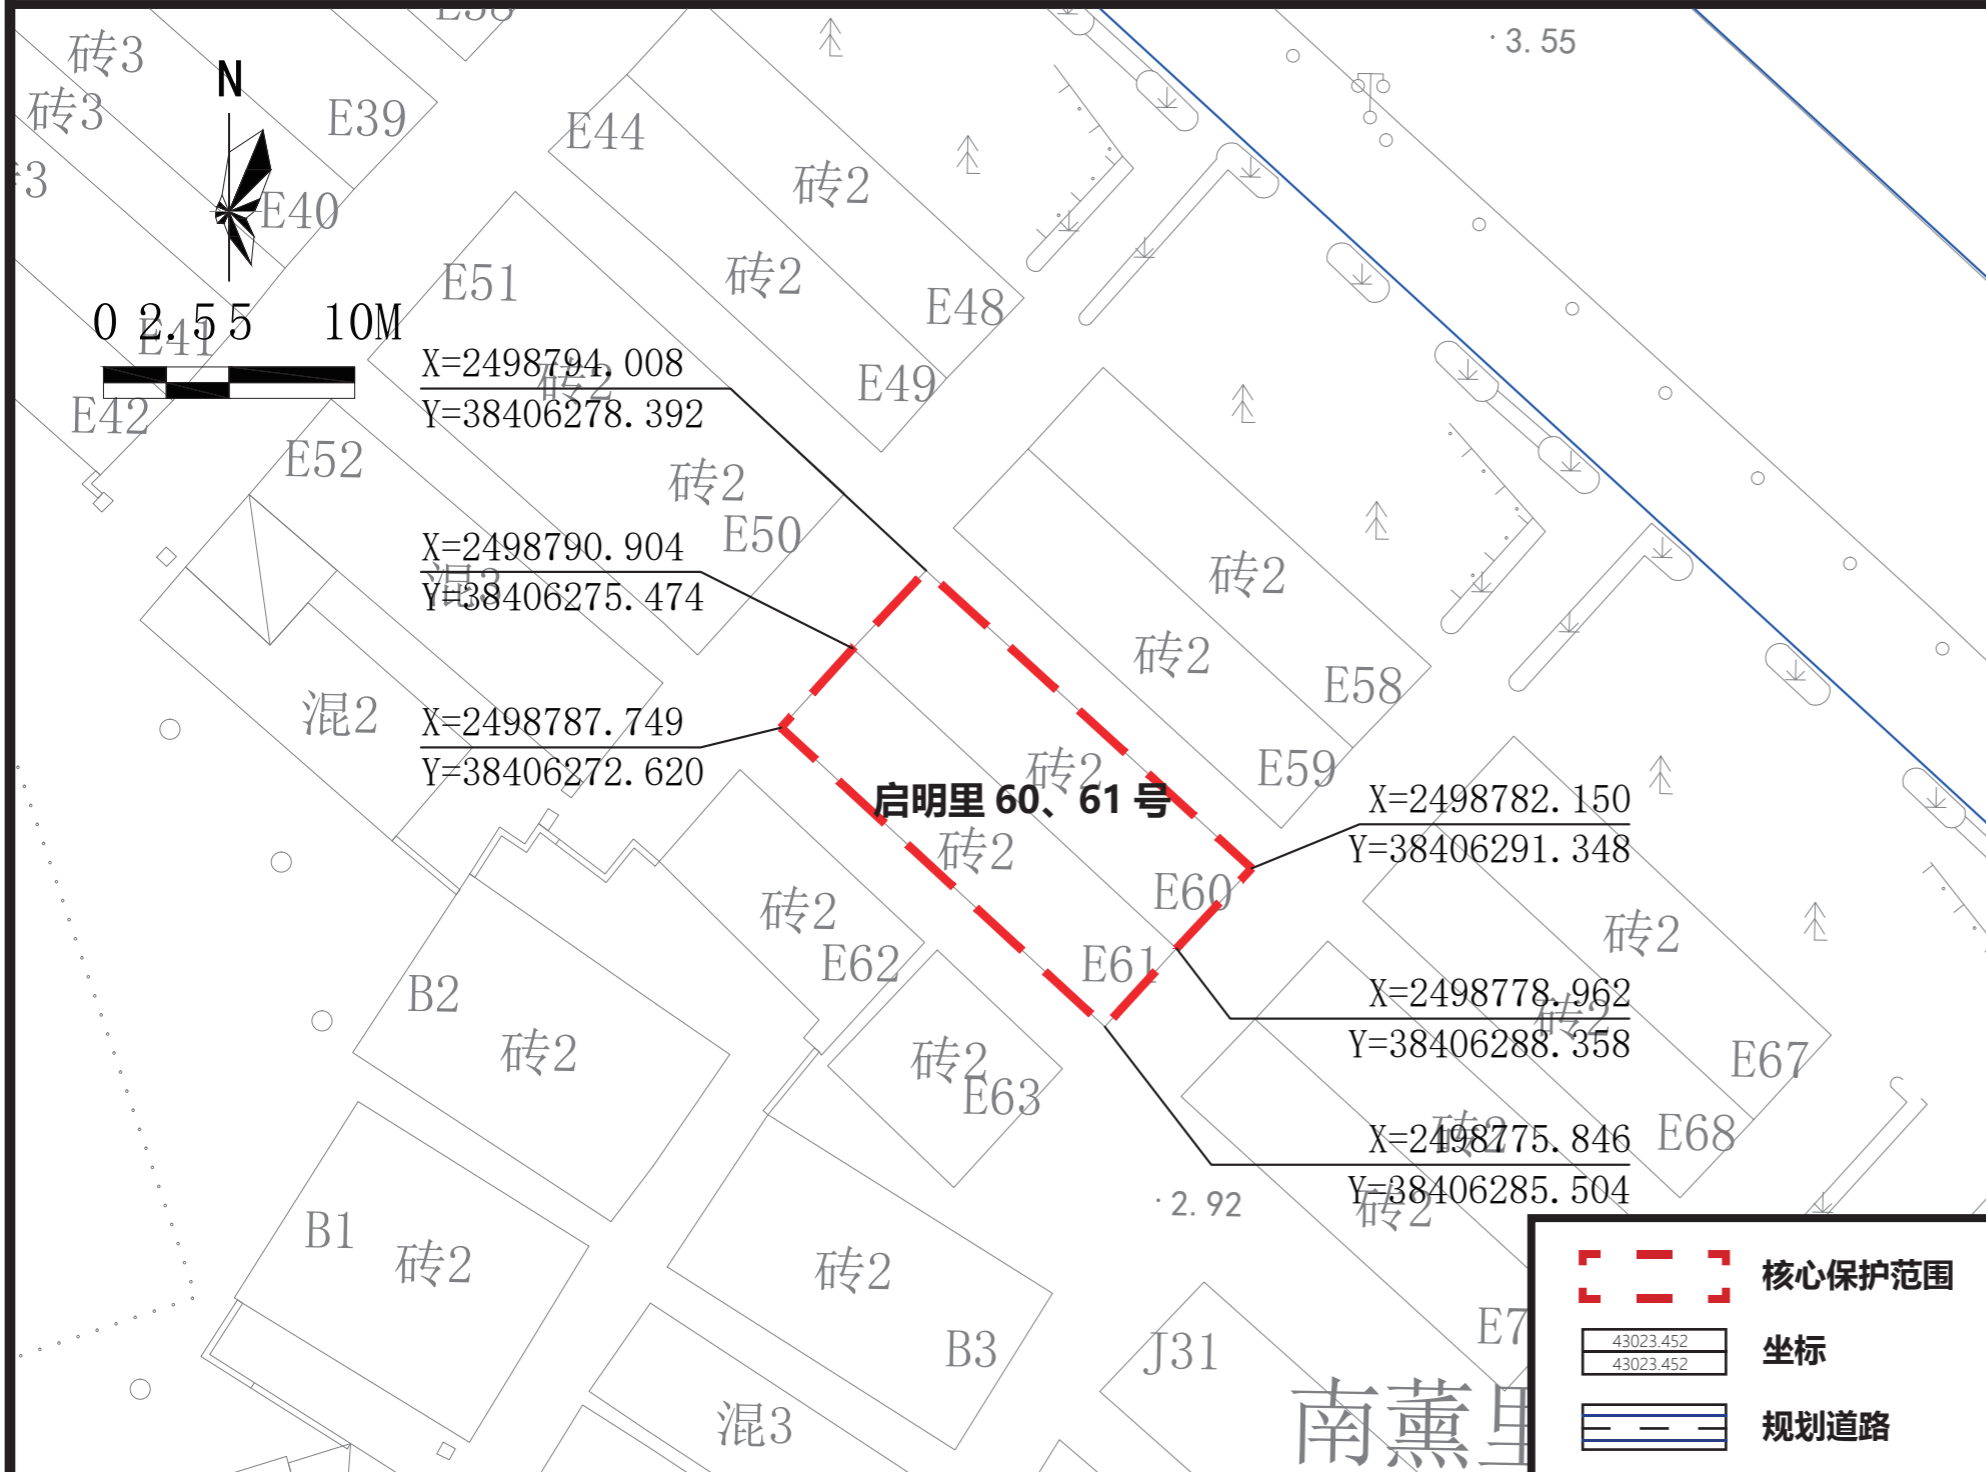 E38
砖3
· 3.55
N
砖3
E39
E44
3
砖2
E40
E51
砖2
E48
0 2.5 5 10M
E41
X=2498794.008
砖2
E49
Y=38406278.392
E42
E52
砖2
E50
X=2498790.904
混3
Y=38406275.474
砖2
砖2
E58
混2
X=2498787.749
Y=38406272.620
砖2
E59
启明里 60、61 号
X=2498782.150
Y=38406291.348
砖2
E60
砖2
E62
E61
砖2
B2
X=2498778.962
砖2
Y=38406288.358
砖2
砖2
E63
E67
X=2498775.846
砖2
E68
Y=38406285.504
砖2
· 2.92
B1
砖2
砖2
B3
J31
E7
混3
南薰里
核心保护范围
43023.452
43023.452
坐标
规划道路